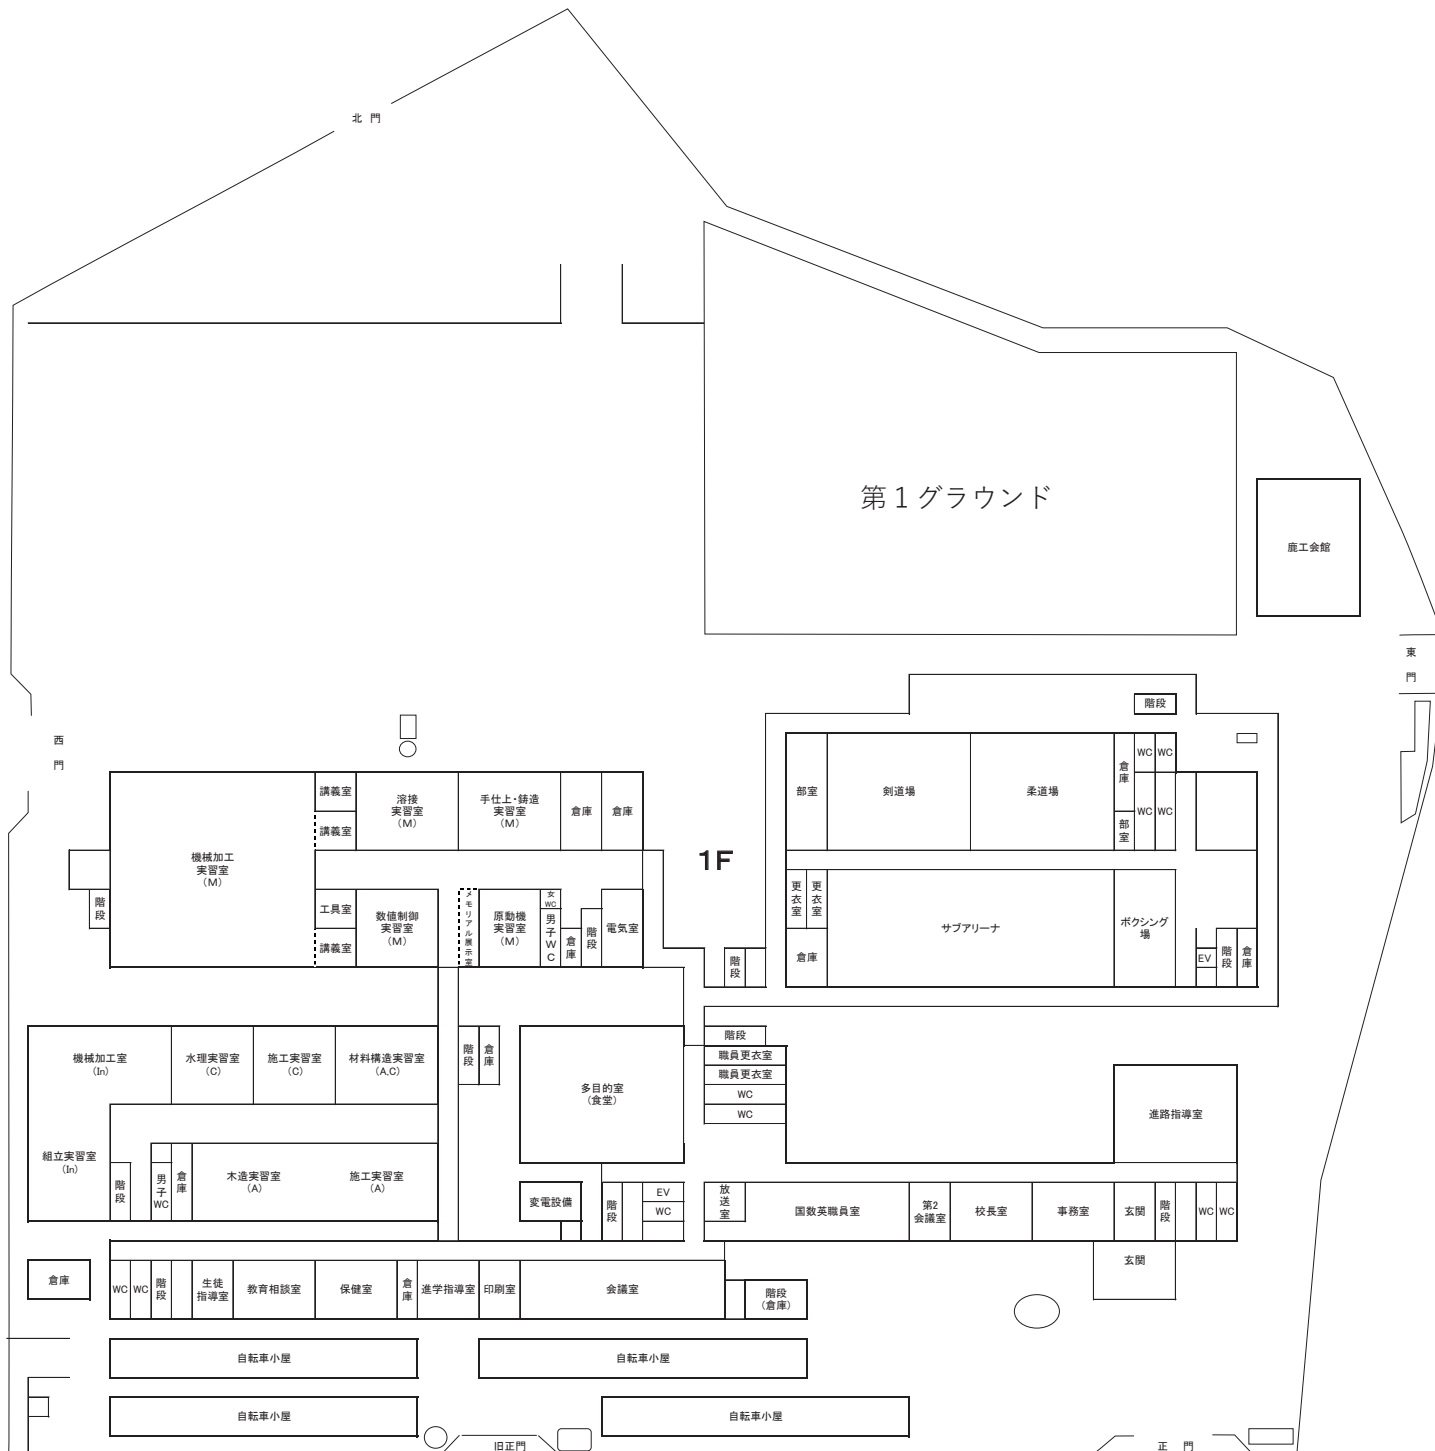 北 門
第１グラウンド
鹿工会館
東
門
階段
西
門
講義室
講義室
溶接
実習室
(M)
手仕上・鋳造
実習室
(M)
倉庫
倉庫
機械加工
実習室
(M)
階段
工具室
講義室
数値制御
実習室
(M)
メモリアル展示室
原動機
実習室
(M)
女
WC
男子WC
倉庫
階段
電気室
1F
部室
剣道場
柔道場
倉庫
部室
WC
WC
WC
WC
更衣室
更衣室
倉庫
サブアリーナ
ボクシング
場
EV
階段
倉庫
階段
機械加工室
(In)
水理実習室
(C)
施工実習室
(C)
材料構造実習室
(A,C)
階段
倉庫
多目的室
(食堂)
階段
職員更衣室
職員更衣室
WC
WC
進路指導室
組立実習室
(In)
階段
男子WC
倉庫
木造実習室
(A)
施工実習室
(A)
変電設備
階段
EV
WC
放送室
国数英職員室
第2
会議室
校長室
事務室
玄関
階段
WC
WC
玄関
倉庫
WC
WC
階段
生徒
指導室
教育相談室
保健室
倉庫
進学指導室
印刷室
会議室
階段
(倉庫)
自転車小屋
自転車小屋
自転車小屋
自転車小屋
旧正門
正 門